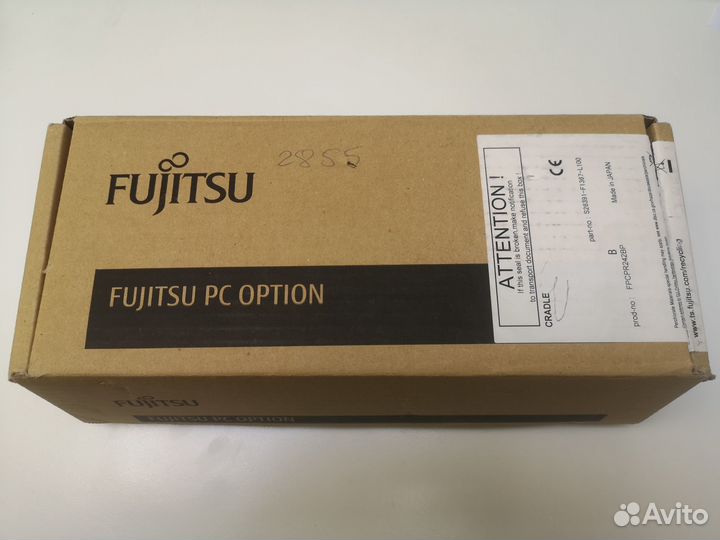 2855
FUJITSU
FUJITSU PC OPTION
ATTENTION!
If this seal is broken,make notification
to transport document and refuse this box !
CRADLE
part-no : S26391-F1367-L100
prod-no : FPCPR242BP
B
Made in JAPAN
www.ts.fujitsu.com/recycling
FUJITSU
FUJITSU PC OPTION
Avito